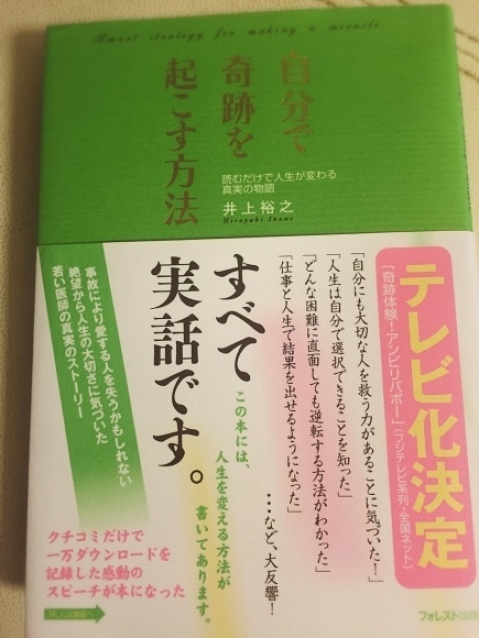 Smart strategy for making a miracle
自分で
奇跡を
起こす方法
読むだけで人生が変わる
真実の物語
井上裕之
Hiroyuki Inoue
テレビ化決定
「奇跡体験!アンビリバボー」(フジテレビ系列・全国ネット)
「自分にも大切な人を救う力があることに気づいた!」
「人生は自分で選択できることを知った」
「どんな困難に直面しても逆転する方法がわかった」
「仕事と人生で結果を出せるようになった」
…など、大反響!
すべて
実話です。
この本には、
人生を変える方法が
書いてあります。
事故により愛する人を失うかもしれない
絶望から人生の大切さに気づいた
若い医師の真実のストーリー
クチコミだけで
一万ダウンロードを
記録した感動の
スピーチが本になった
フォレスト出版